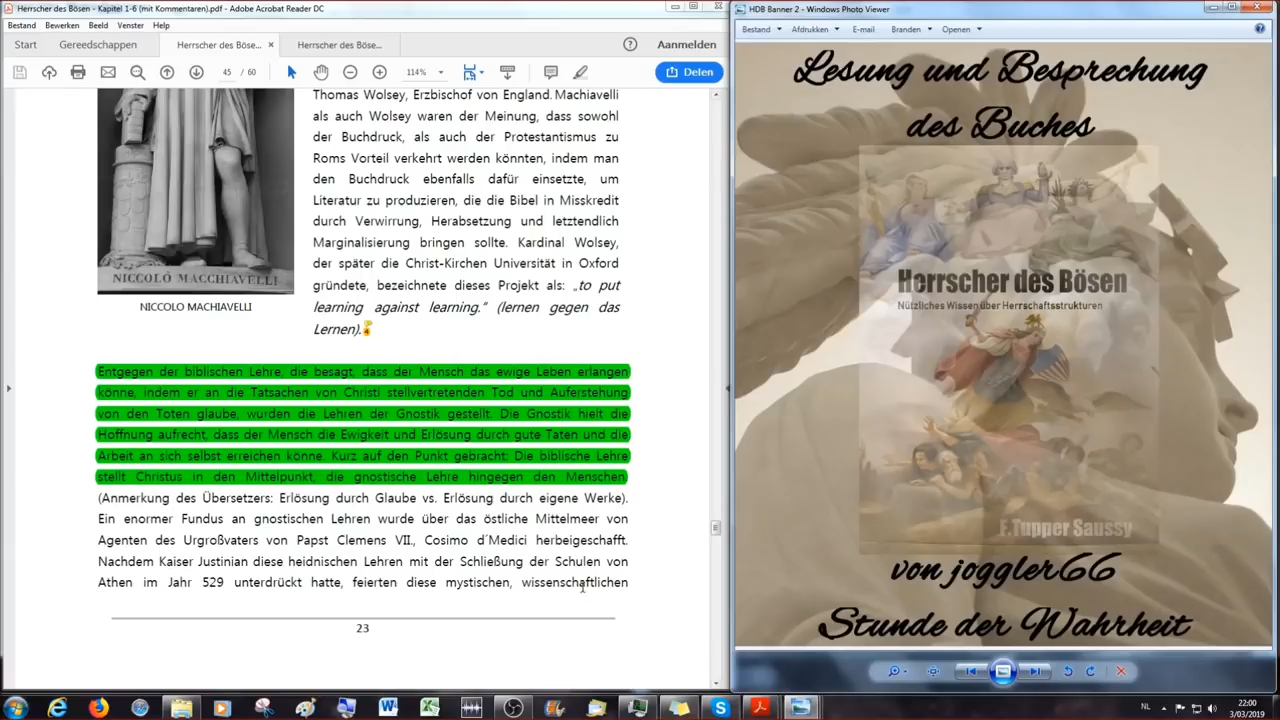 Herrscher des Bösen - Kapitel 1-6 (mit Kommentaren).pdf - Adobe Acrobat Reader DC
Bestand Bewerken Beeld Venster Help
Start Gereedschappen Herrscher des Böse... × Herrscher des Böse... Aanmelden
45 / 60 114% Delen
NICCOLÒ MACCHIAVELLI
NICCOLO MACHIAVELLI
Thomas Wolsey, Erzbischof von England. Machiavelli
als auch Wolsey waren der Meinung, dass sowohl
der Buchdruck, als auch der Protestantismus zu
Roms Vorteil verkehrt werden könnten, indem man
den Buchdruck ebenfalls dafür einsetzte, um
Literatur zu produzieren, die die Bibel in Misskredit
durch Verwirrung, Herabsetzung und letztendlich
Marginalisierung bringen sollte. Kardinal Wolsey,
der später die Christ-Kirchen Universität in Oxford
gründete, bezeichnete dieses Projekt als: „to put
learning against learning.“ (lernen gegen das
Lernen).
Entgegen der biblischen Lehre, die besagt, dass der Mensch das ewige Leben erlangen
könne, indem er an die Tatsachen von Christi stellvertretenden Tod und Auferstehung
von den Toten glaube, wurden die Lehren der Gnostik gestellt. Die Gnostik hielt die
Hoffnung aufrecht, dass der Mensch die Ewigkeit und Erlösung durch gute Taten und die
Arbeit an sich selbst erreichen könne. Kurz auf den Punkt gebracht: Die biblische Lehre
stellt Christus in den Mittelpunkt, die gnostische Lehre hingegen den Menschen
(Anmerkung des Übersetzers: Erlösung durch Glaube vs. Erlösung durch eigene Werke).
Ein enormer Fundus an gnostischen Lehren wurde über das östliche Mittelmeer von
Agenten des Urgroßvaters von Papst Clemens VII., Cosimo d´Medici herbeigeschafft.
Nachdem Kaiser Justinian diese heidnischen Lehren mit der Schließung der Schulen von
Athen im Jahr 529 unterdrückt hatte, feierten diese mystischen, wissenschaftlichen
23
HDB Banner 2 - Windows Photo Viewer
Bestand Afdrukken E-mail Branden Openen
Lesung und Besprechung
des Buches
Herrscher des Bösen
Nützliches Wissen über Herrschaftsstrukturen
F.Tupper Saussy
von joggler66
Stunde der Wahrheit
NL 22:00
3/03/2019